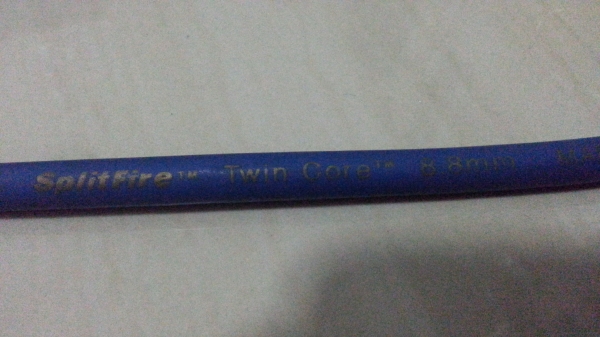 SplitFire™ Twin Core™ 8.8mm